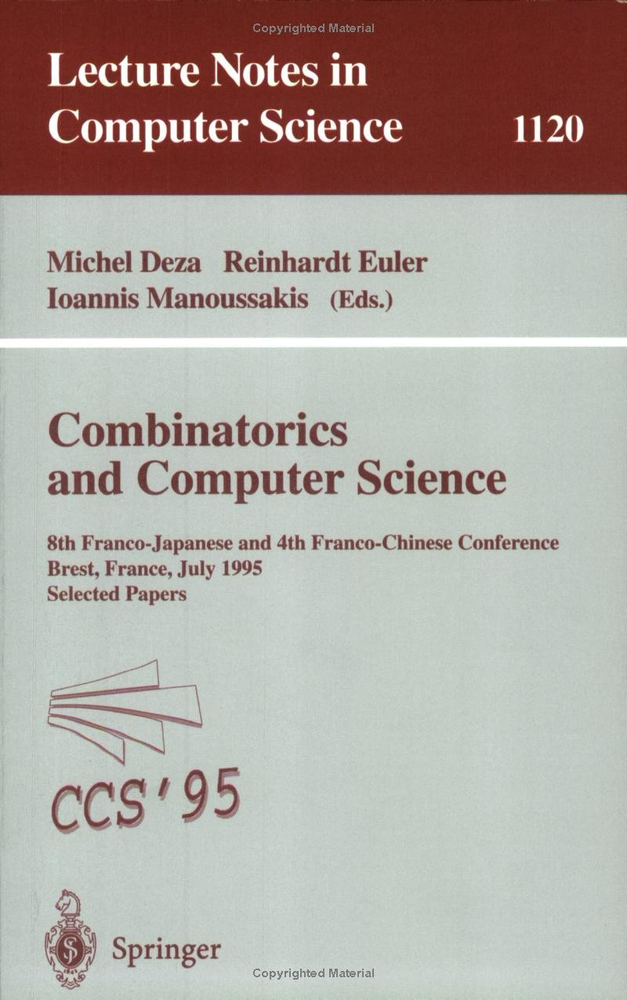 Copyrighted Material
Lecture Notes in
Computer Science 1120
Michel Deza Reinhardt Euler
Ioannis Manoussakis (Eds.)
Combinatorics
and Computer Science
8th Franco-Japanese and 4th Franco-Chinese Conference
Brest, France, July 1995
Selected Papers
CCS'95
Springer
Copyrighted Material